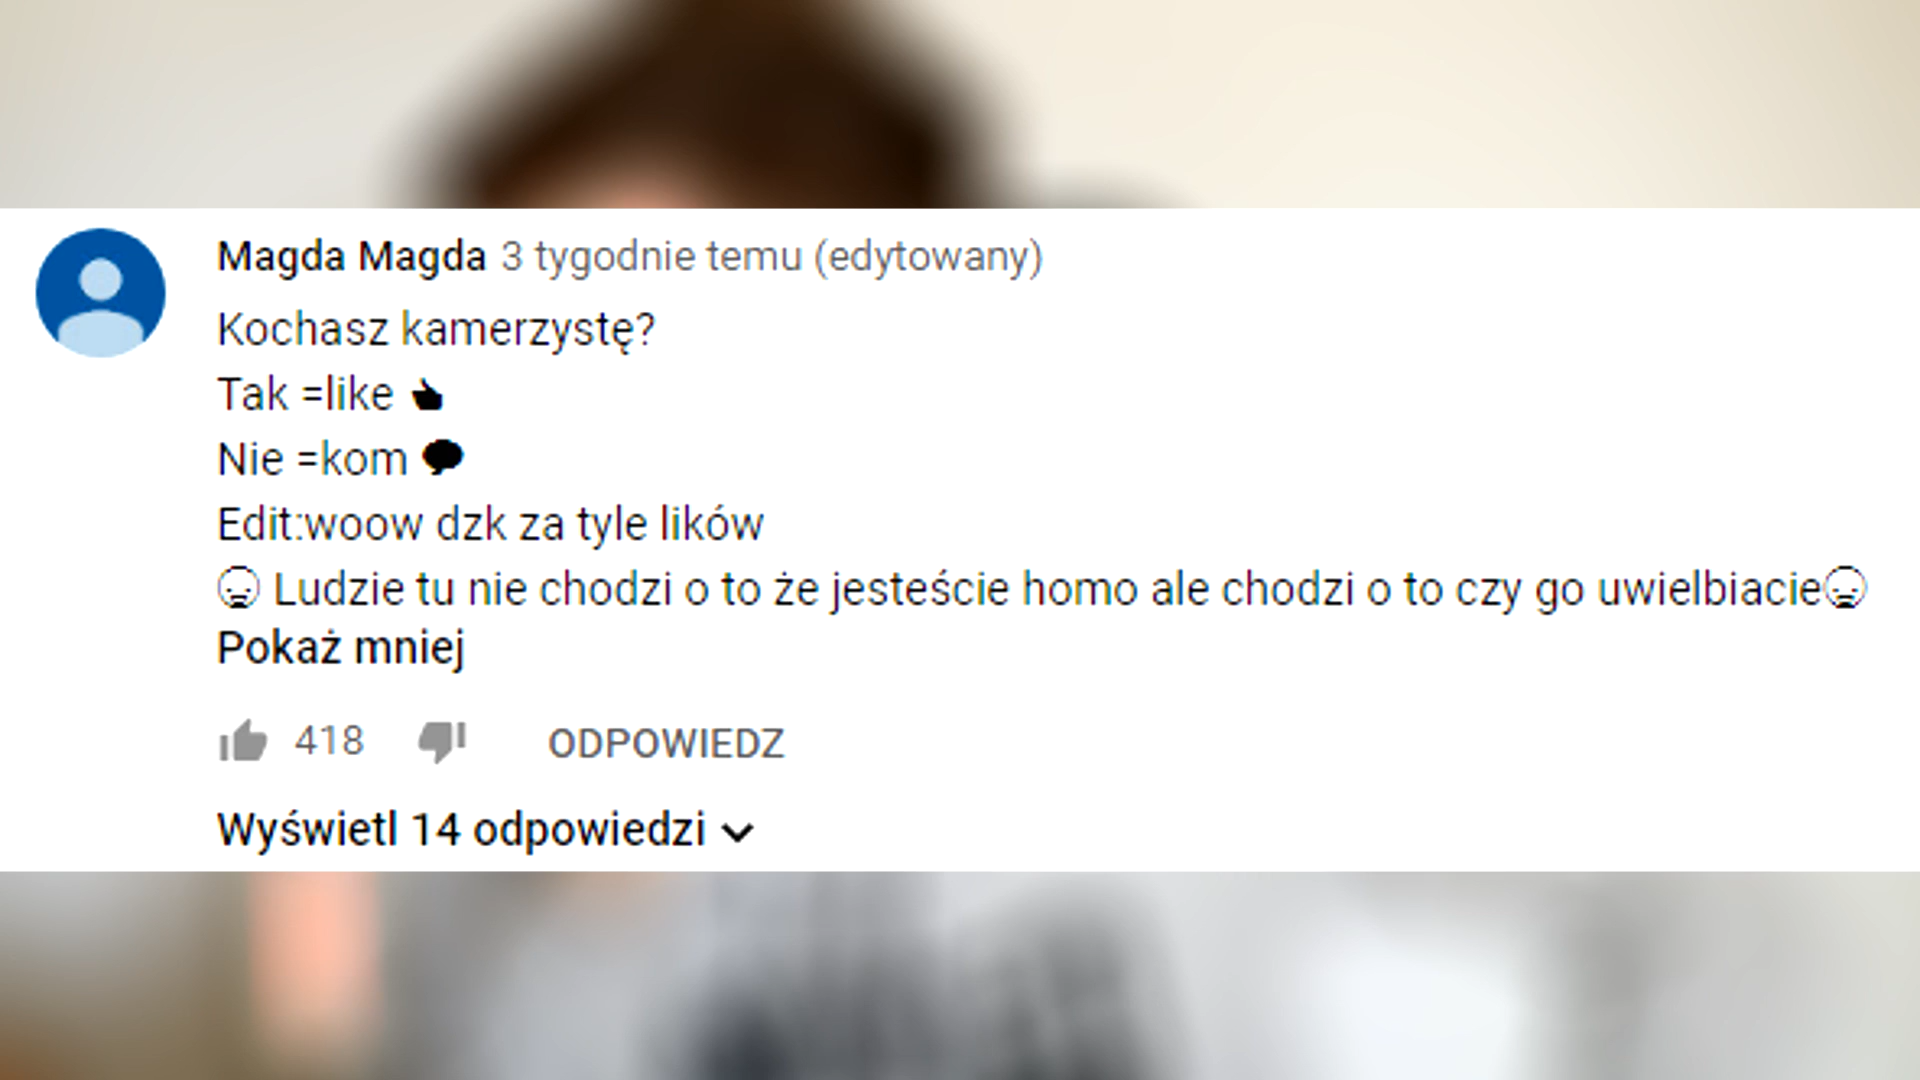 Magda Magda 3 tygodnie temu (edytowany)
Kochasz kamerzystę?
Tak =like 👍
Nie =kom 💬
Edit:woow dzk za tyle lików
Ludzie tu nie chodzi o to że jesteście homo ale chodzi o to czy go uwielbiacie
Pokaż mniej
418 ODPOWIEDZ
Wyświetl 14 odpowiedzi